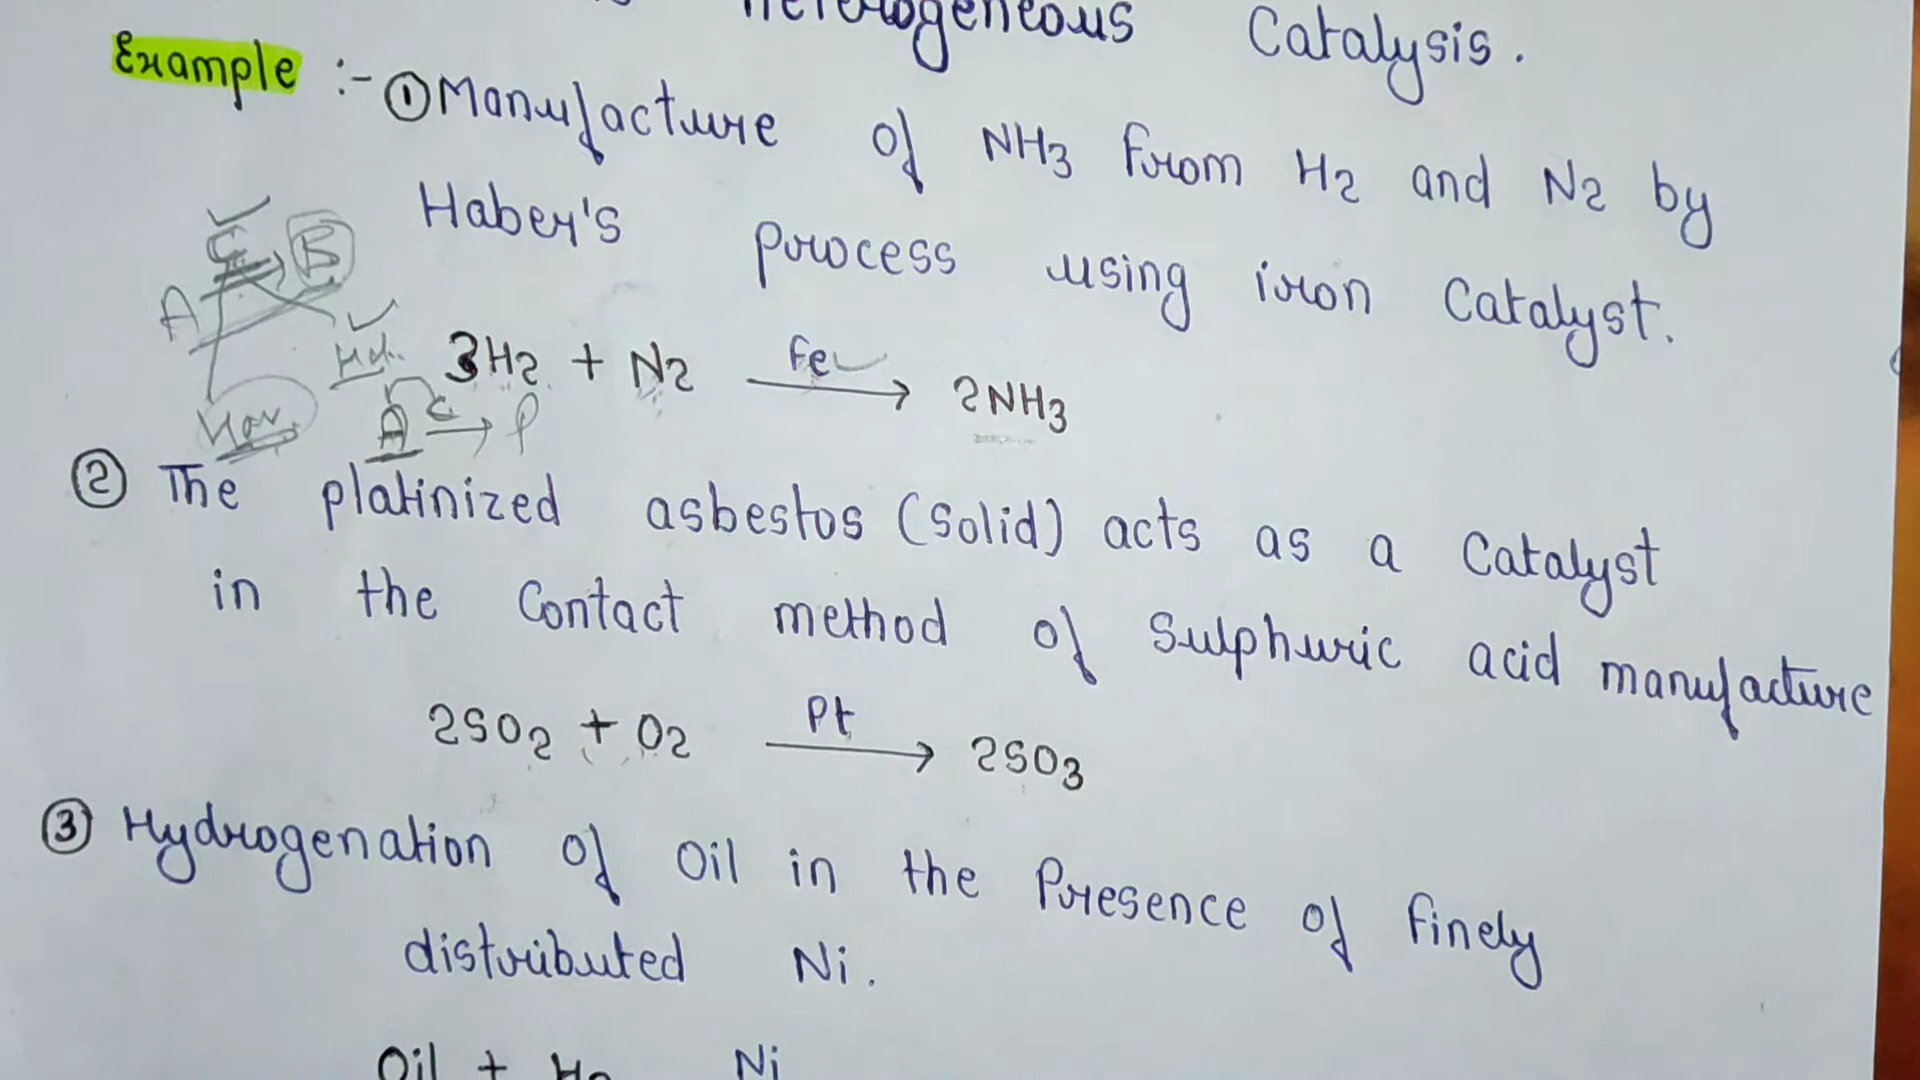 Heterogeneous Catalysis.
Example :- ① Manufacture of NH3 from H2 and N2 by
Haber's process using iron Catalyst.
C B
A
3H2 + N2 Fe → 2NH3
A C → P
② The platinized asbestos (solid) acts as a Catalyst
in the Contact method of Sulphuric acid manufacture
2SO2 + O2 Pt → 2SO3
③ Hydrogenation of Oil in the Presence of finely
distributed Ni.
Oil + H2 Ni